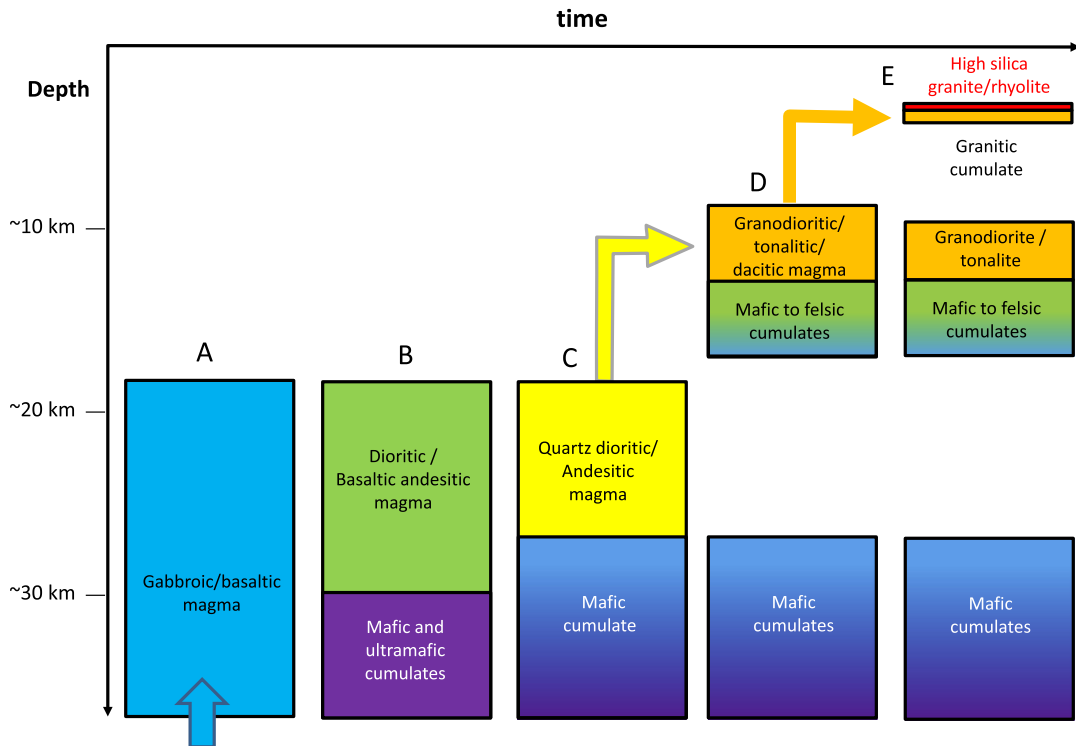 time
Depth
~10 km
~20 km
~30 km
A
Gabbroic/basaltic
magma
B
Dioritic /
Basaltic andesitic
magma
Mafic and
ultramafic
cumulates
C
Quartz dioritic/
Andesitic
magma
Mafic
cumulate
D
Granodioritic/
tonalitic/
dacitic magma
Mafic to felsic
cumulates
Mafic
cumulates
E
High silica
granite/rhyolite
Granitic
cumulate
Granodiorite /
tonalite
Mafic to felsic
cumulates
Mafic
cumulates